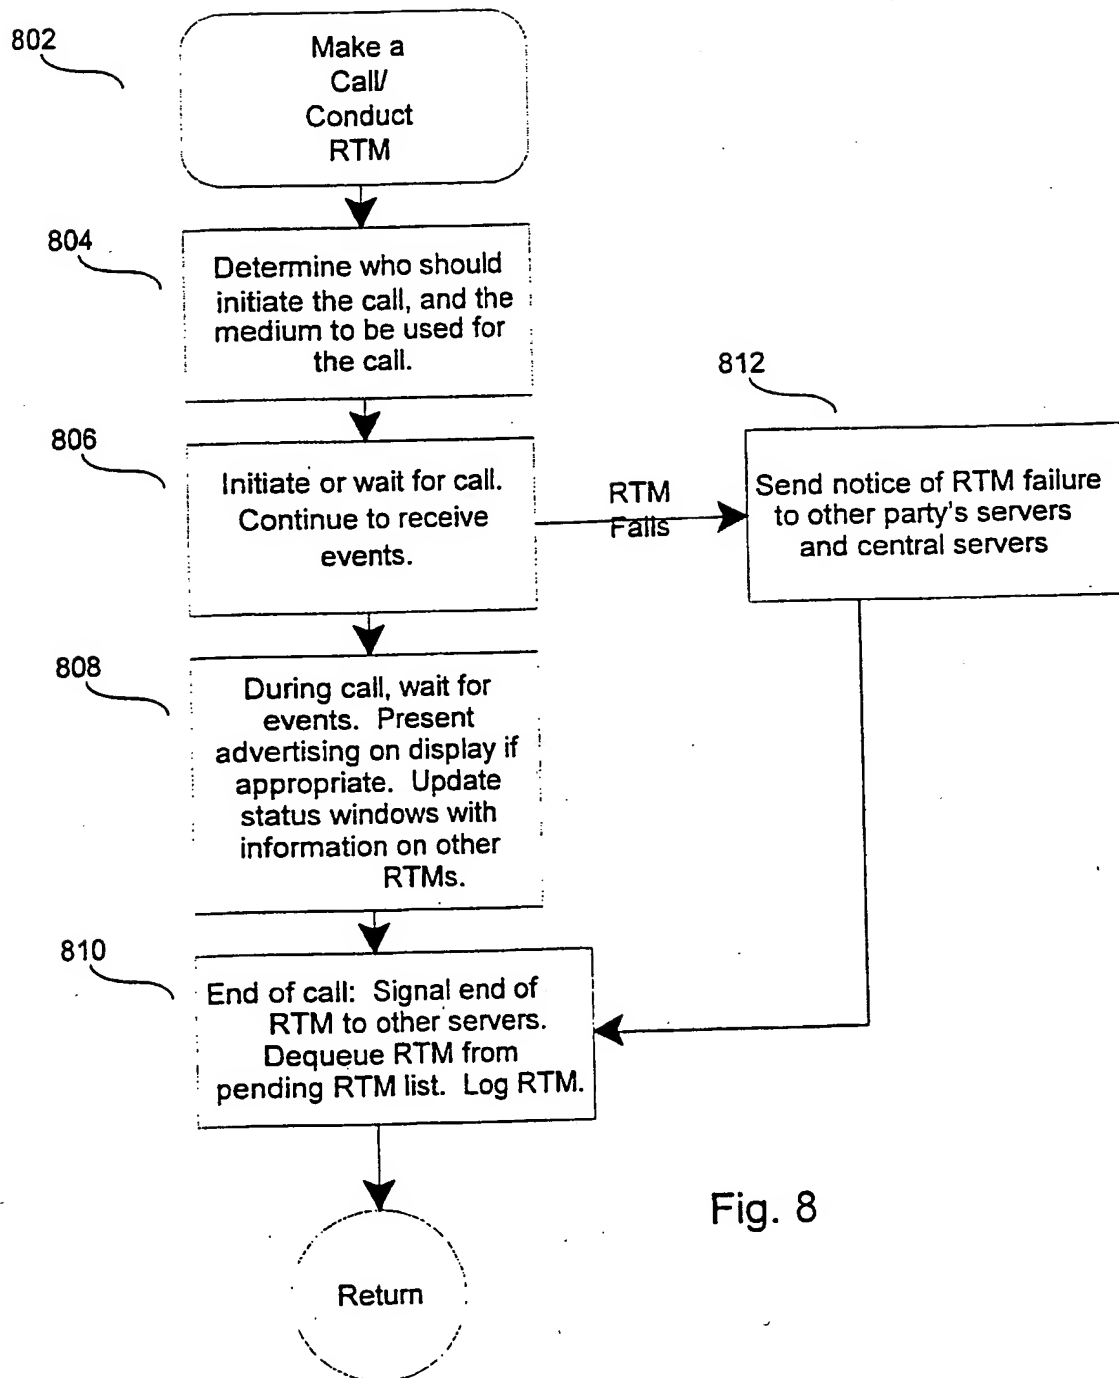 802
Make a
Call/
Conduct
RTM
804
Determine who should
initiate the call, and the
medium to be used for
the call.
806
Initiate or wait for call.
Continue to receive
events.
RTM
Fails
812
Send notice of RTM failure
to other party's servers
and central servers
808
During call, wait for
events. Present
advertising on display if
appropriate. Update
status windows with
information on other
RTMs.
810
End of call: Signal end of
RTM to other servers.
Dequeue RTM from
pending RTM list. Log RTM.
Return
Fig. 8